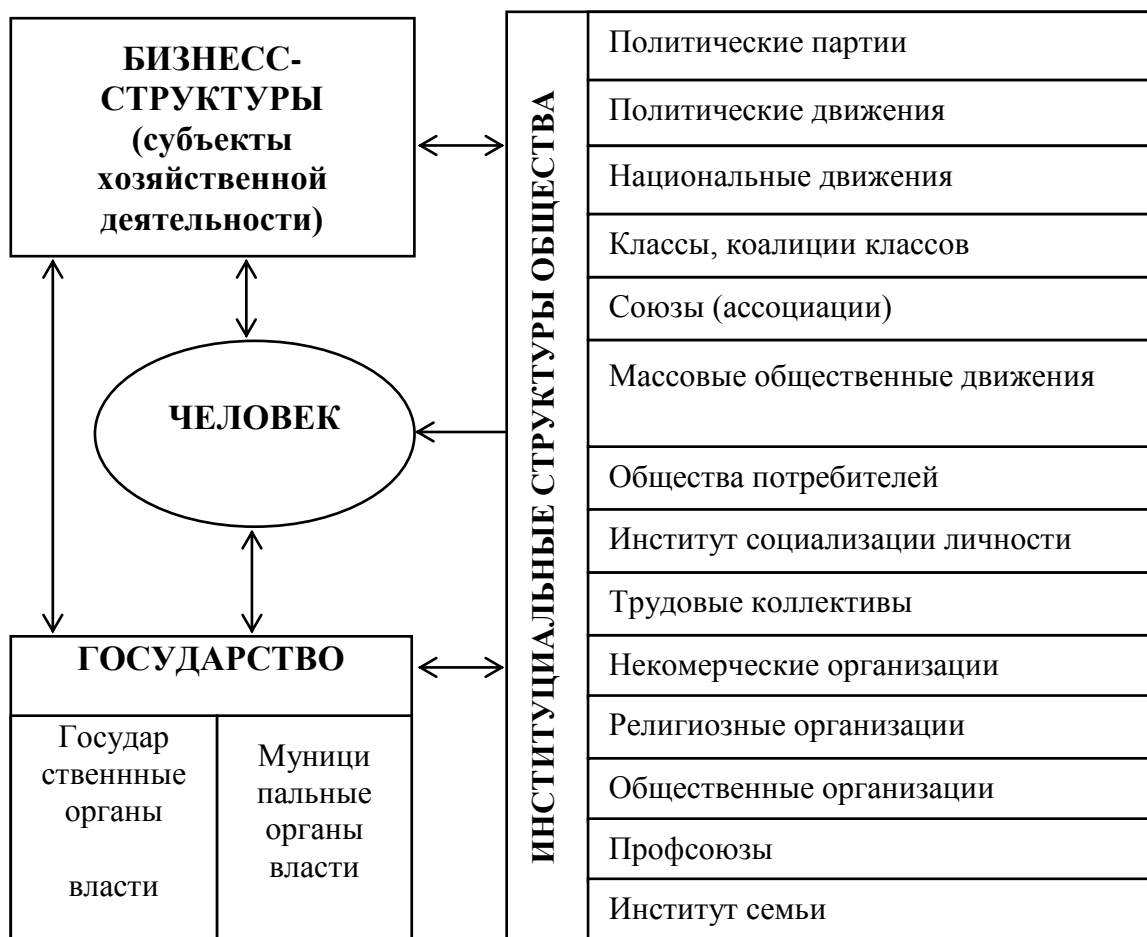 БИЗНЕСС-
СТРУКТУРЫ
(субъекты
хозяйственной
деятельности)
ЧЕЛОВЕК
ГОСУДАРСТВО
Государ
ственнные
органы
власти
Муници
пальные
органы
власти
ИНСТИТУЦИАЛЬНЫЕ СТРУКТУРЫ ОБЩЕСТВА
Политические партии
Политические движения
Национальные движения
Классы, коалиции классов
Союзы (ассоциации)
Массовые общественные движения
Общества потребителей
Институт социализации личности
Трудовые коллективы
Некомерческие организации
Религиозные организации
Общественные организации
Профсоюзы
Институт семьи